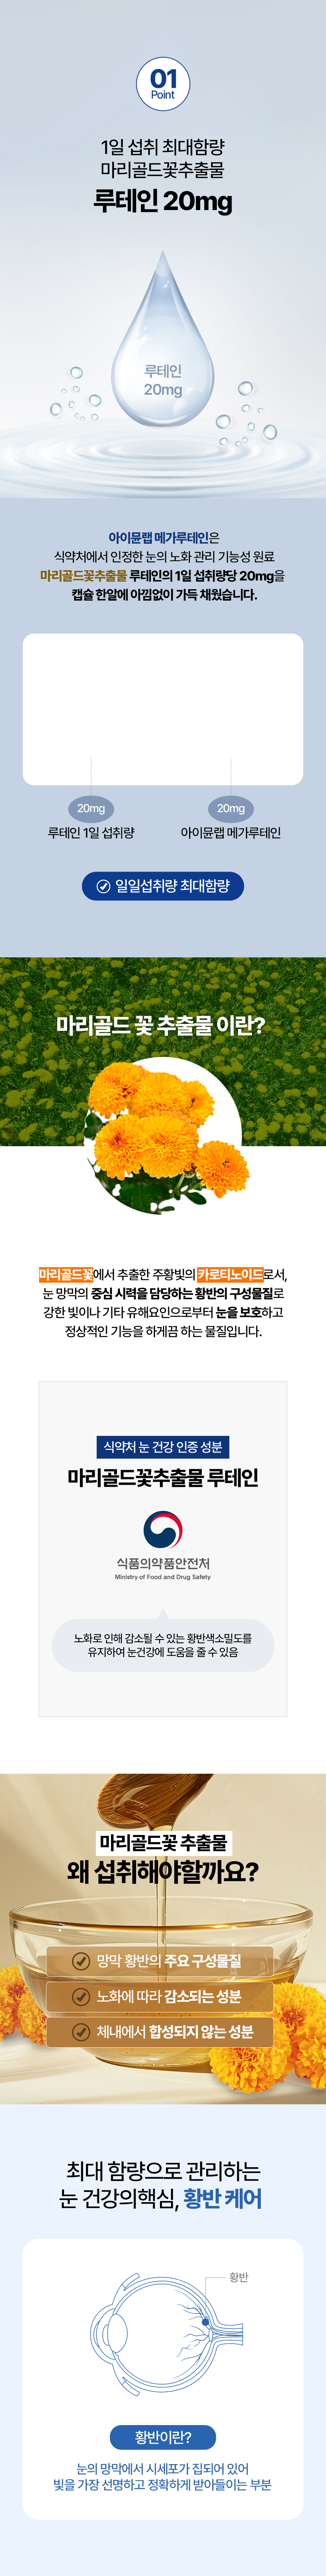 01
Point
1일 섭취 최대함량
마리골드꽃추출물
루테인 20mg
루테인
20mg
아이뮨랩 메가루테인은
식약처에서 인정한 눈의 노화 관리 기능성 원료
마리골드꽃추출물 루테인의 1일 섭취량당 20mg을
캡슐 한알에 아낌없이 가득 채웠습니다.
20mg
20mg
루테인 1일 섭취량
아이뮨랩 메가루테인
일일섭취량 최대함량
마리골드 꽃 추출물 이란?
마리골드꽃에서 추출한 주황빛의 카로티노이드로서,
눈 망막의 중심 시력을 담당하는 황반의 구성물질로
강한 빛이나 기타 유해요인으로부터 눈을 보호하고
정상적인 기능을 하게끔 하는 물질입니다.
식약처 눈 건강 인증 성분
마리골드꽃추출물 루테인
식품의약품안전처
Ministry of Food and Drug Safety
노화로 인해 감소될 수 있는 황반색소밀도를
유지하여 눈건강에 도움을 줄 수 있음
마리골드꽃 추출물
왜 섭취해야할까요?
망막 황반의 주요 구성물질
노화에 따라 감소되는 성분
체내에서 합성되지 않는 성분
최대 함량으로 관리하는
눈 건강의핵심, 황반 케어
황반
황반이란?
눈의 망막에서 시세포가 집되어 있어
빛을 가장 선명하고 정확하게 받아들이는 부분